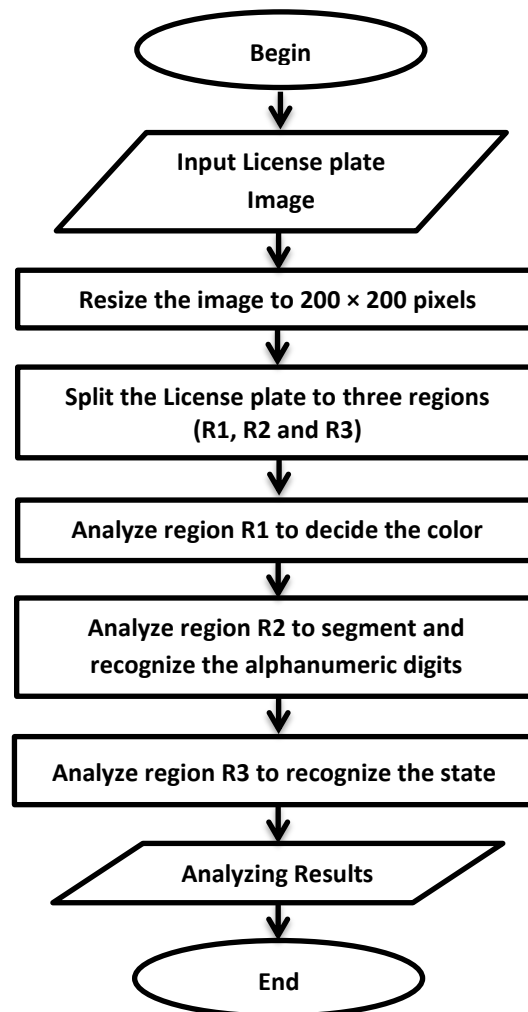 Begin
Input License plate
Image
Resize the image to 200 × 200 pixels
Split the License plate to three regions
(R1, R2 and R3)
Analyze region R1 to decide the color
Analyze region R2 to segment and
recognize the alphanumeric digits
Analyze region R3 to recognize the state
Analyzing Results
End